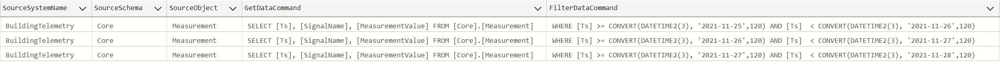 SourceSystemName SourceSchema SourceObject GetDataCommand FilterDataCommand
BuildingTelemetry Core Measurement SELECT [Ts], [SignalName], [MeasurementValue] FROM [Core].[Measurement] WHERE [Ts] >= CONVERT(DATETIME2(3), '2021-11-25',120) AND [Ts]  < CONVERT(DATETIME2(3), '2021-11-26',120)
BuildingTelemetry Core Measurement SELECT [Ts], [SignalName], [MeasurementValue] FROM [Core].[Measurement] WHERE [Ts] >= CONVERT(DATETIME2(3), '2021-11-26',120) AND [Ts]  < CONVERT(DATETIME2(3), '2021-11-27',120)
BuildingTelemetry Core Measurement SELECT [Ts], [SignalName], [MeasurementValue] FROM [Core].[Measurement] WHERE [Ts] >= CONVERT(DATETIME2(3), '2021-11-27',120) AND [Ts]  < CONVERT(DATETIME2(3), '2021-11-28',120)